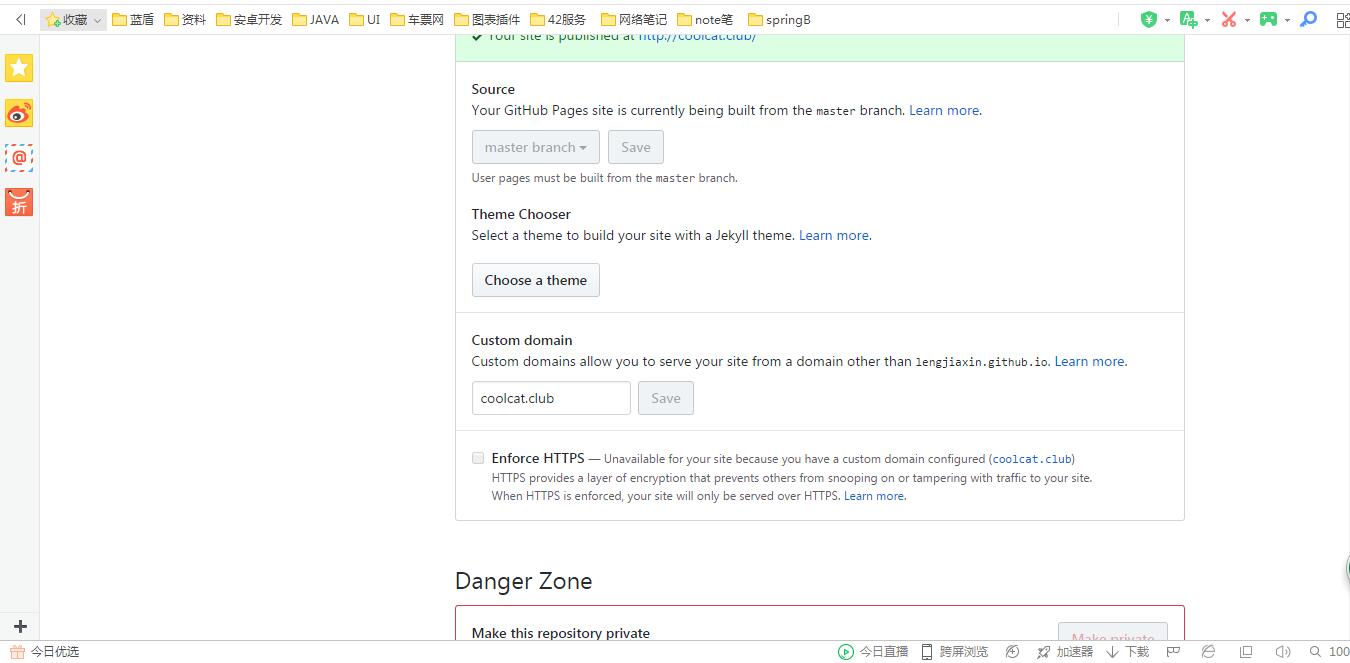 收藏 蓝盾 资料 安卓开发 JAVA UI 车票网 图表插件 42服务 网络笔记 note笔 springB
Your site is published at http://coolcat.club/
Source
Your GitHub Pages site is currently being built from the master branch. Learn more.
master branch Save
User pages must be built from the master branch.
Theme Chooser
Select a theme to build your site with a Jekyll theme. Learn more.
Choose a theme
Custom domain
Custom domains allow you to serve your site from a domain other than lengjiaxin.github.io. Learn more.
coolcat.club Save
Enforce HTTPS — Unavailable for your site because you have a custom domain configured (coolcat.club)
HTTPS provides a layer of encryption that prevents others from snooping on or tampering with traffic to your site.
When HTTPS is enforced, your site will only be served over HTTPS. Learn more.
Danger Zone
Make this repository private
Make private
折
今日优选 今日直播 跨屏浏览 加速器 下载 100